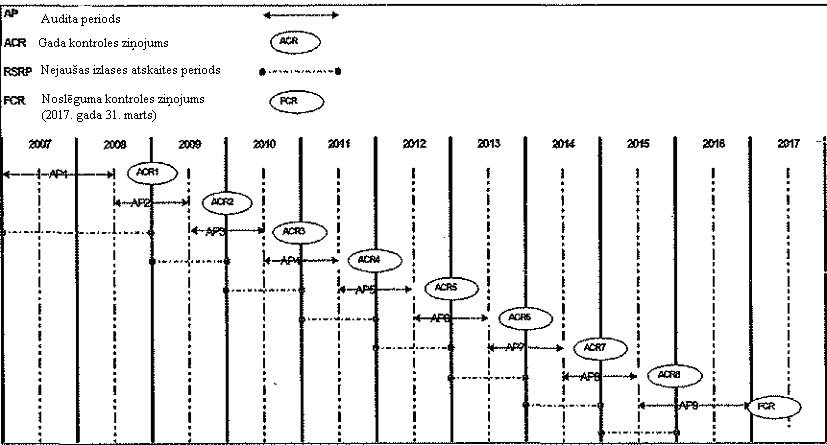 AP Audita periods
ACR Gada kontroles ziņojums ACR
RSRP Nejaušas izlases atskaites periods
FCR Noslēguma kontroles ziņojums FCR
(2017. gada 31. marts)
2007 2008 2009 2010 2011 2012 2013 2014 2015 2016 2017
AP1 ACR1
AP2 ACR2
AP3 ACR3
AP4 ACR4
AP5 ACR5
AP6 ACR5
AP7 ACR7
AP8 ACR8
AP9 FCR